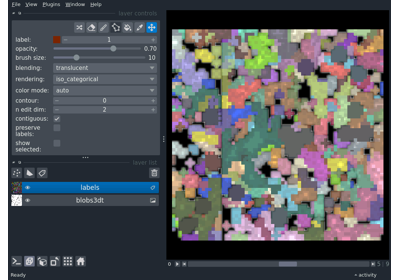 File View Plugins Window Help
layer controls
label: 1
opacity: 0.70
brush size: 10
blending: translucent
rendering: iso_categorical
color mode: auto
contour: 0
n edit dim: 2
contiguous:
preserve
labels:
show
selected:
layer list
labels
blobs3dt
Ready
activity